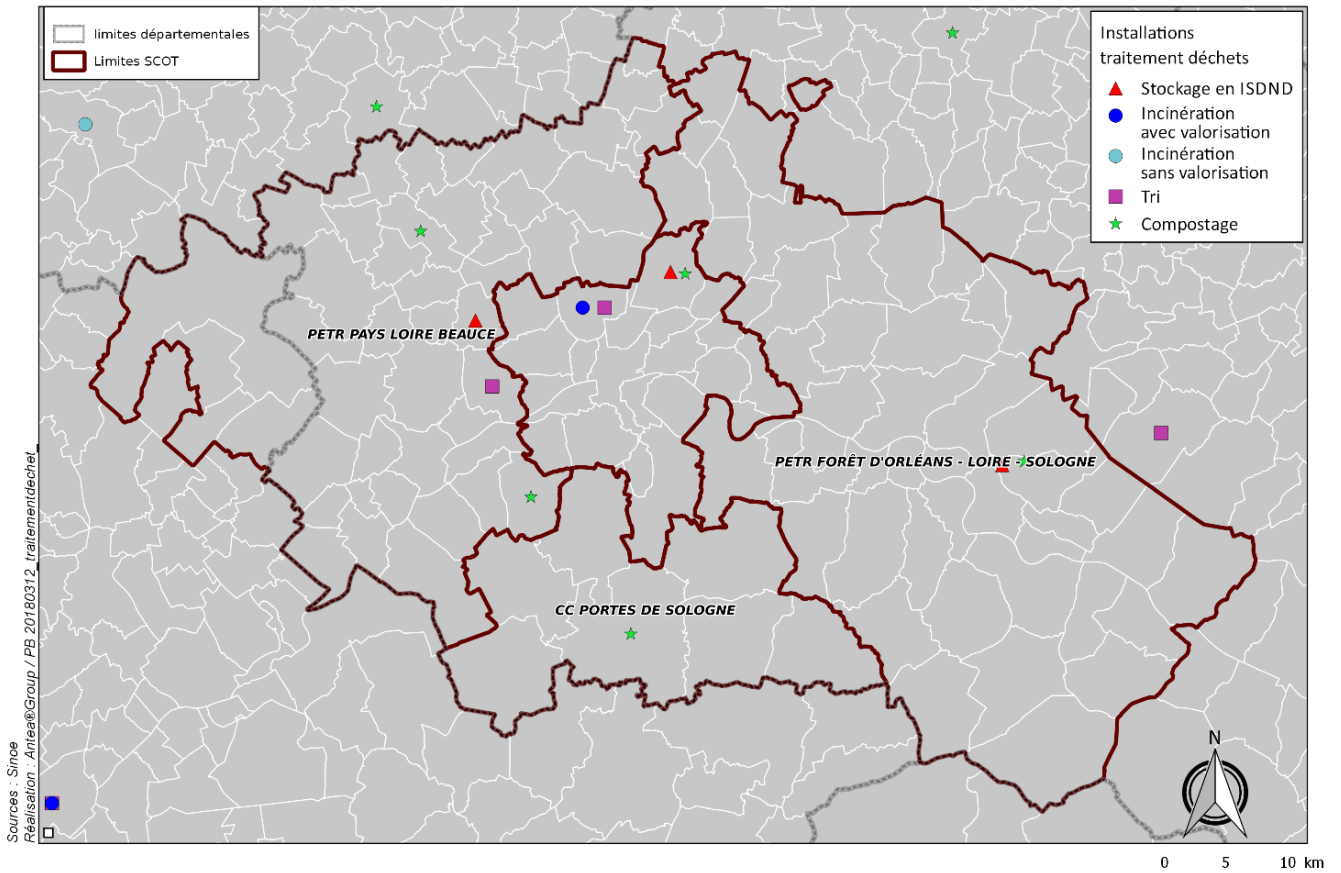 limites départementales
Limites SCOT
Installations
traitement déchets
Stockage en ISDND
Incinération
avec valorisation
Incinération
sans valorisation
Tri
Compostage
PETR PAYS LOIRE BEAUCE
PETR FORÊT D'ORLÉANS - LOIRE - SOLOGNE
CC PORTES DE SOLOGNE
Sources : Sinoe
Réalisation : Antea®Group / PB 20180312_traitementdechet_
N
0 5 10 km